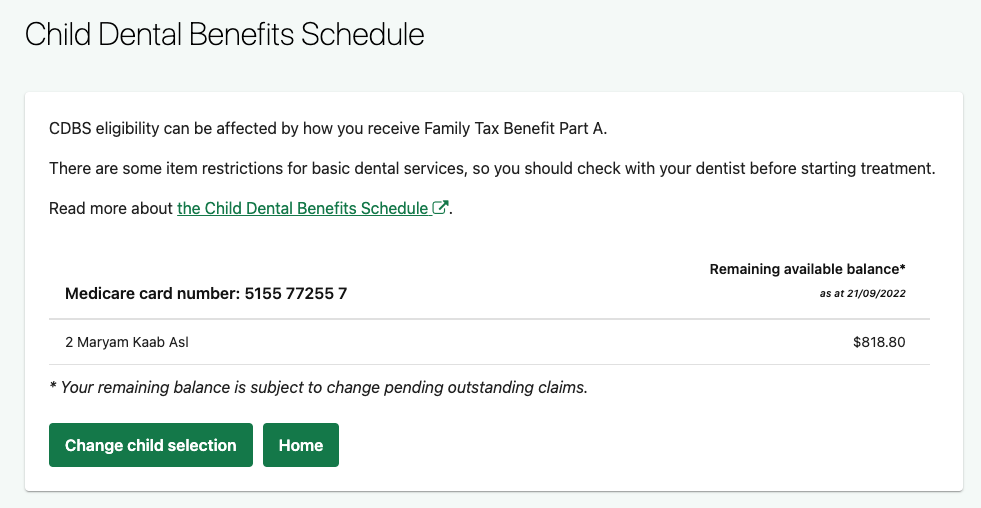 Child Dental Benefits Schedule
CDBS eligibility can be affected by how you receive Family Tax Benefit Part A.
There are some item restrictions for basic dental services, so you should check with your dentist before starting treatment.
Read more about the Child Dental Benefits Schedule.
Remaining available balance*
Medicare card number: 5155 77255 7
as at 21/09/2022
2 Maryam Kaab Asl
$818.80
* Your remaining balance is subject to change pending outstanding claims.
Change child selection
Home